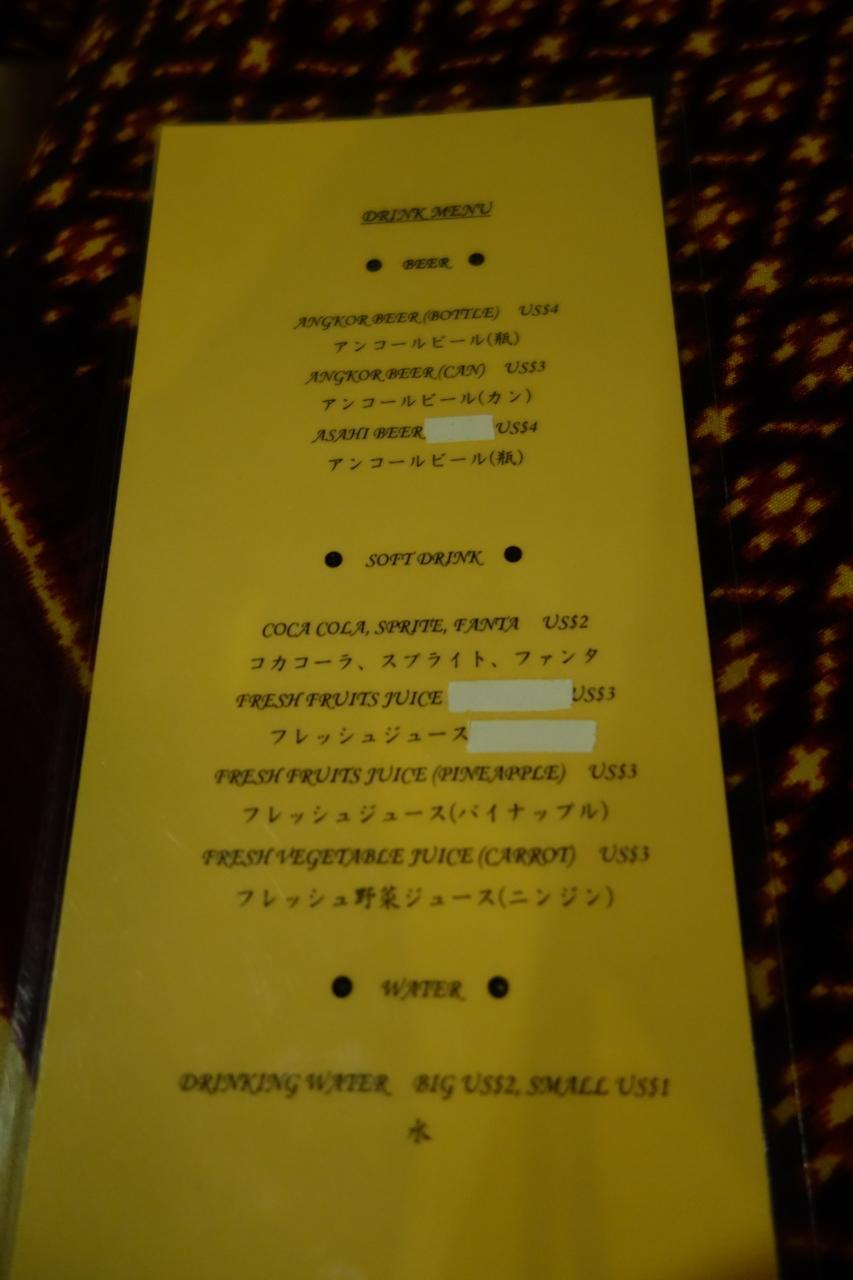 DRINK MENU
● BEER ●
ANGKOR BEER (BOTTLE) US$4
アンコールビール(瓶)
ANGKOR BEER (CAN) US$3
アンコールビール(カン)
ASAHI BEER US$4
アンコールビール(瓶)
● SOFT DRINK ●
COCA COLA, SPRITE, FANTA US$2
コカコーラ、スプライト、ファンタ
FRESH FRUITS JUICE US$3
フレッシュジュース
FRESH FRUITS JUICE (PINEAPPLE) US$3
フレッシュジュース(パイナップル)
FRESH VEGETABLE JUICE (CARROT) US$3
フレッシュ野菜ジュース(ニンジン)
● WATER ●
DRINKING WATER BIG US$2, SMALL US$1
水